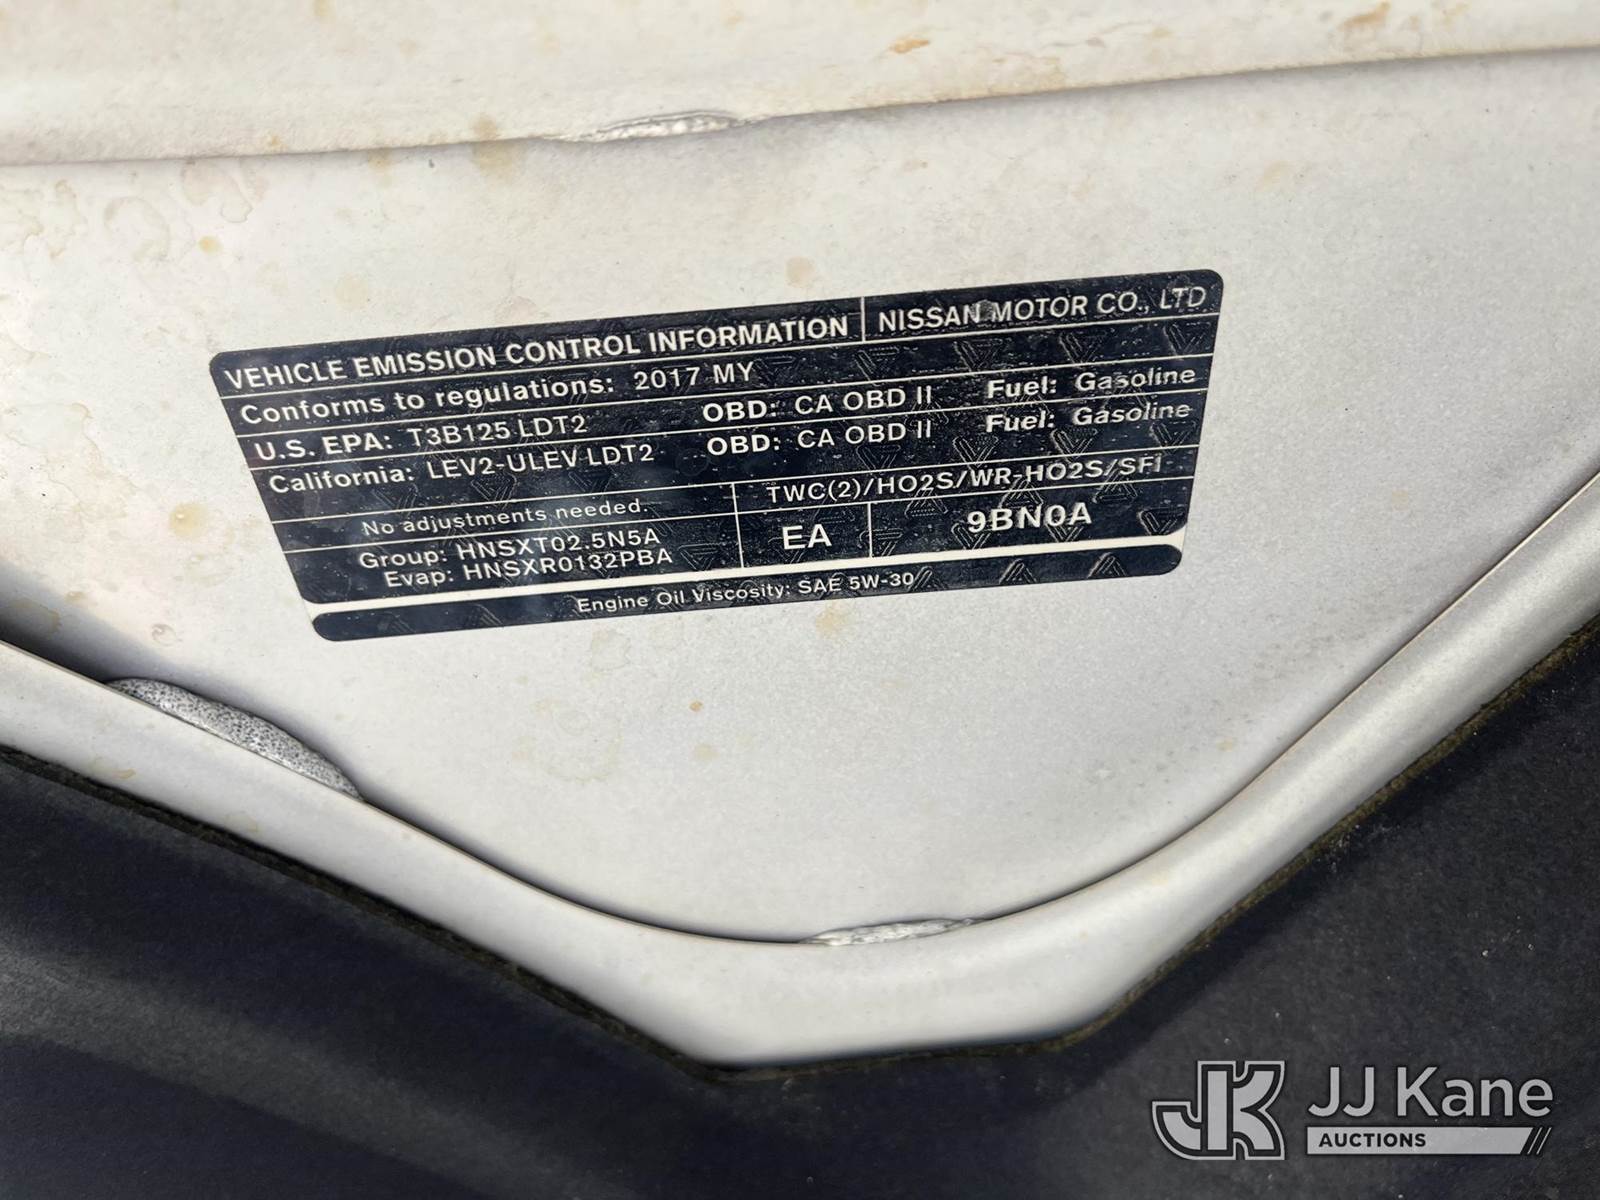 VEHICLE EMISSION CONTROL INFORMATION NISSAN MOTOR CO., LTD
Conforms to regulations: 2017 MY
U.S. EPA: T3B125 LDT2 OBD: CA OBD II Fuel: Gasoline
California: LEV2-ULEV LDT2 OBD: CA OBD II Fuel: Gasoline
No adjustments needed. TWC(2)/HO2S/WR-HO2S/SFI
Group: HNSXT02.5N5A EA 9BN0A
Evap: HNSXR0132PBA
Engine Oil Viscosity: SAE 5W-30
JK JJ Kane
AUCTIONS